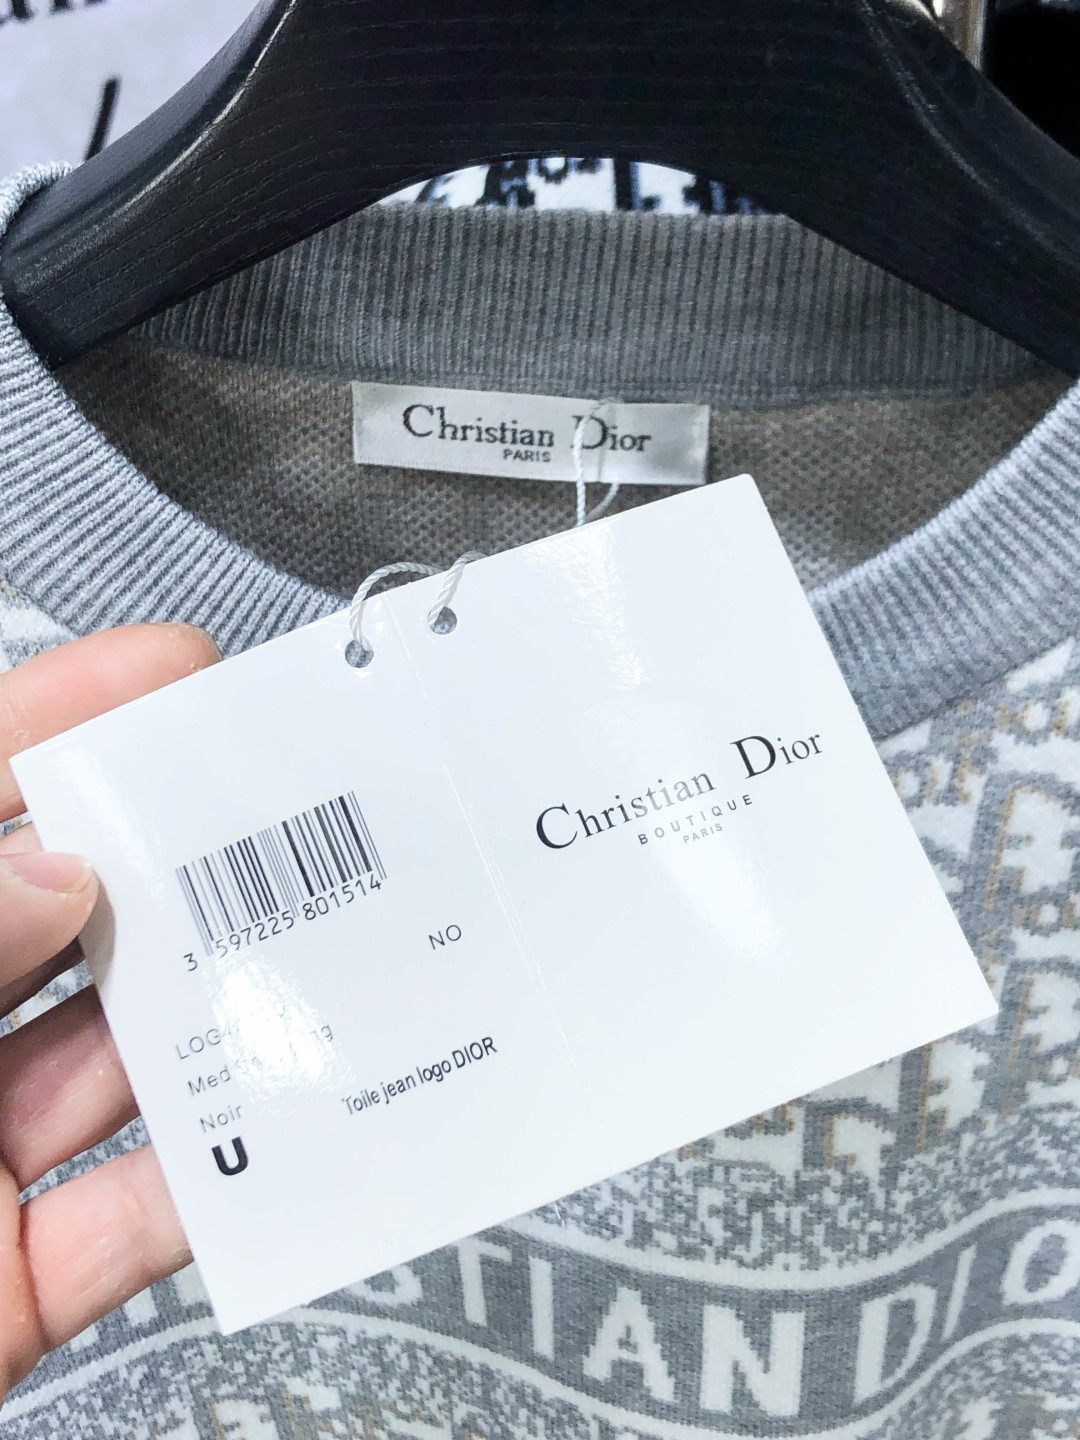 Christian Dior
PARIS
Christian Dior
BOUTIQUE
PARIS
3 597225 801514
NO
Med
Toile jean logo DIOR
Noir
U
STIAN DIO